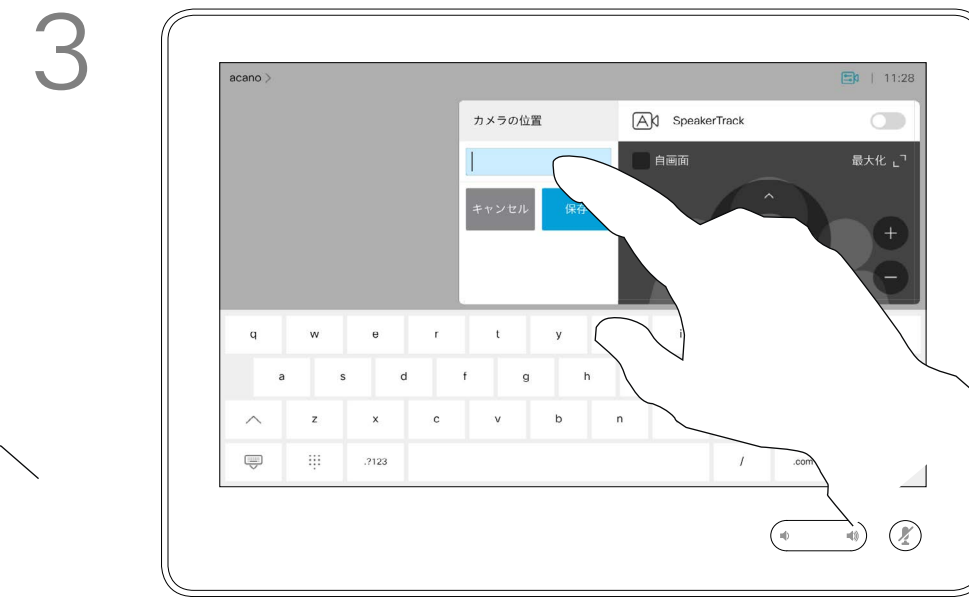 3
acano >
11:28
カメラの位置
SpeakerTrack
自画面
最大化
キャンセル
保存
q w e r t y i
a s d f g h
z x c v b n
.?123
/
.com